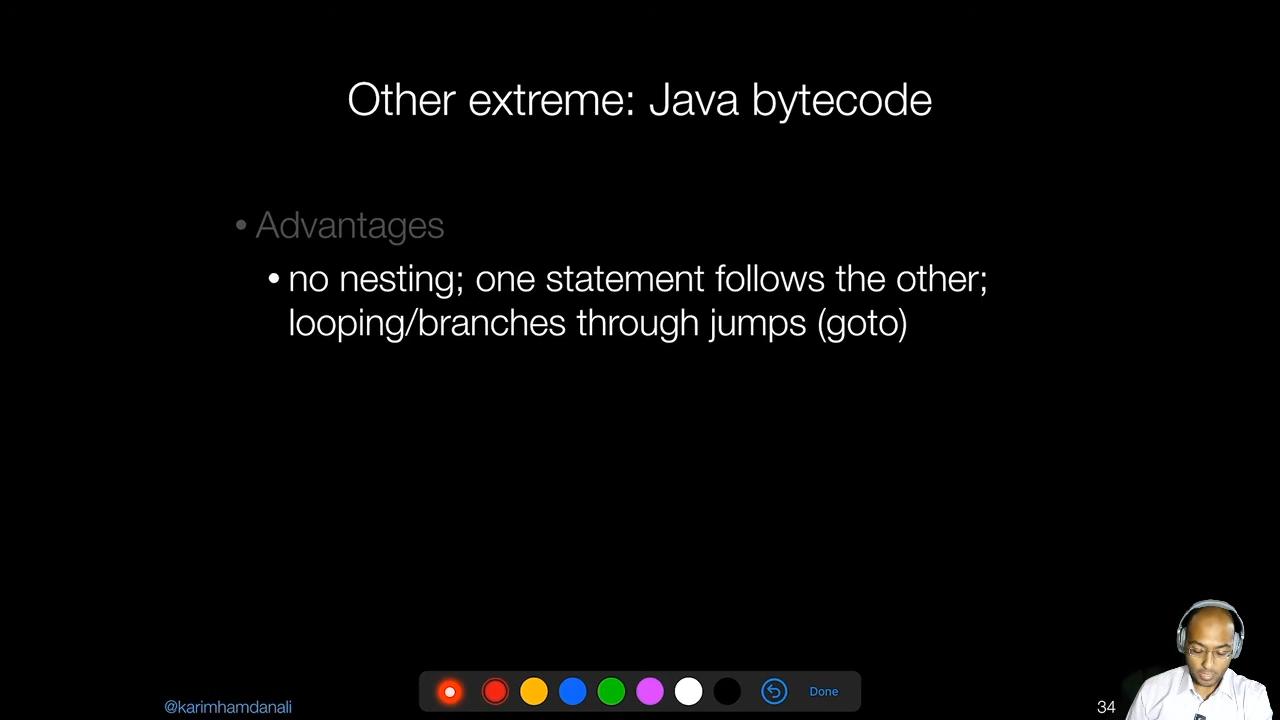 Other extreme: Java bytecode
• Advantages
• no nesting; one statement follows the other;
looping/branches through jumps (goto)
Done
@karimhamdanali
34